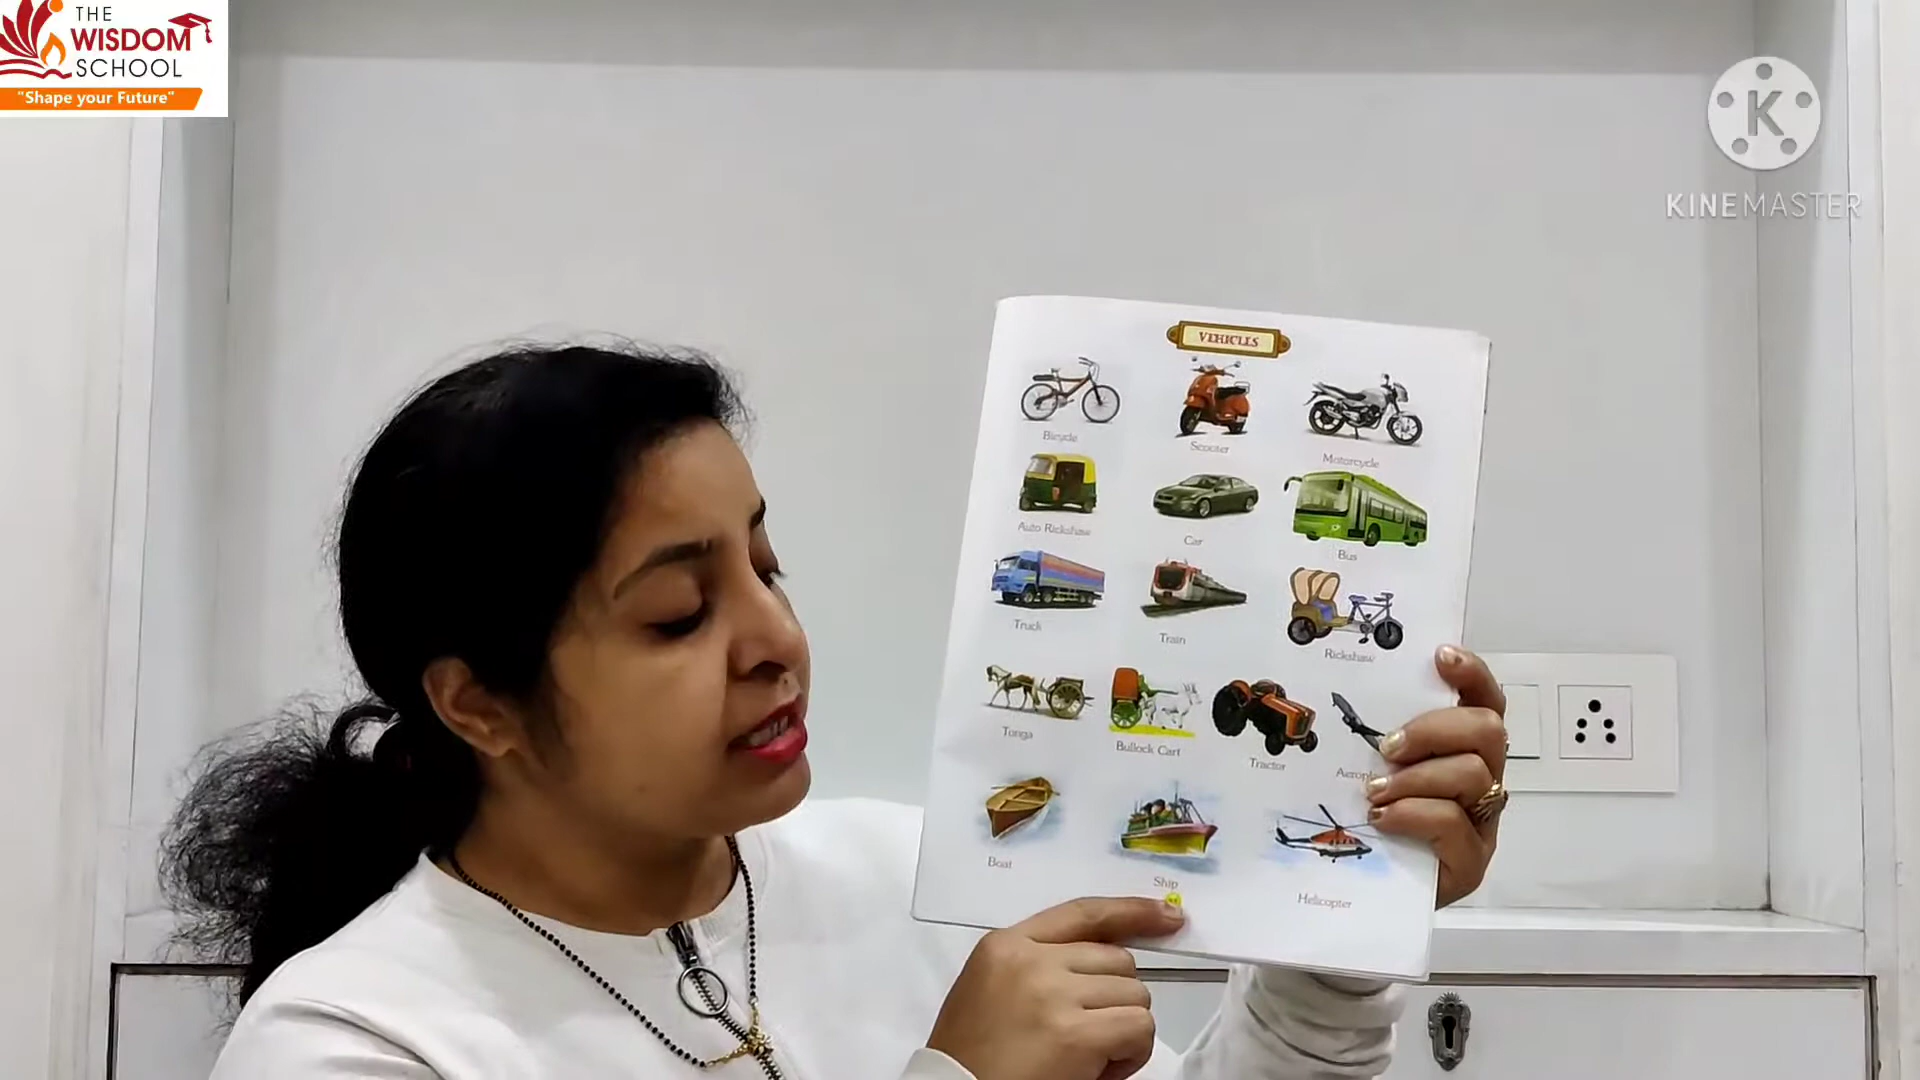 THE
WISDOM
SCHOOL
"Shape your Future"
K
KINEMASTER
VEHICLES
Bicycle
Scooter
Motorcycle
Auto Rickshaw
Car
Bus
Truck
Train
Rickshaw
Tonga
Bullock Cart
Tractor
Aeropla
Boat
Ship
Helicopter